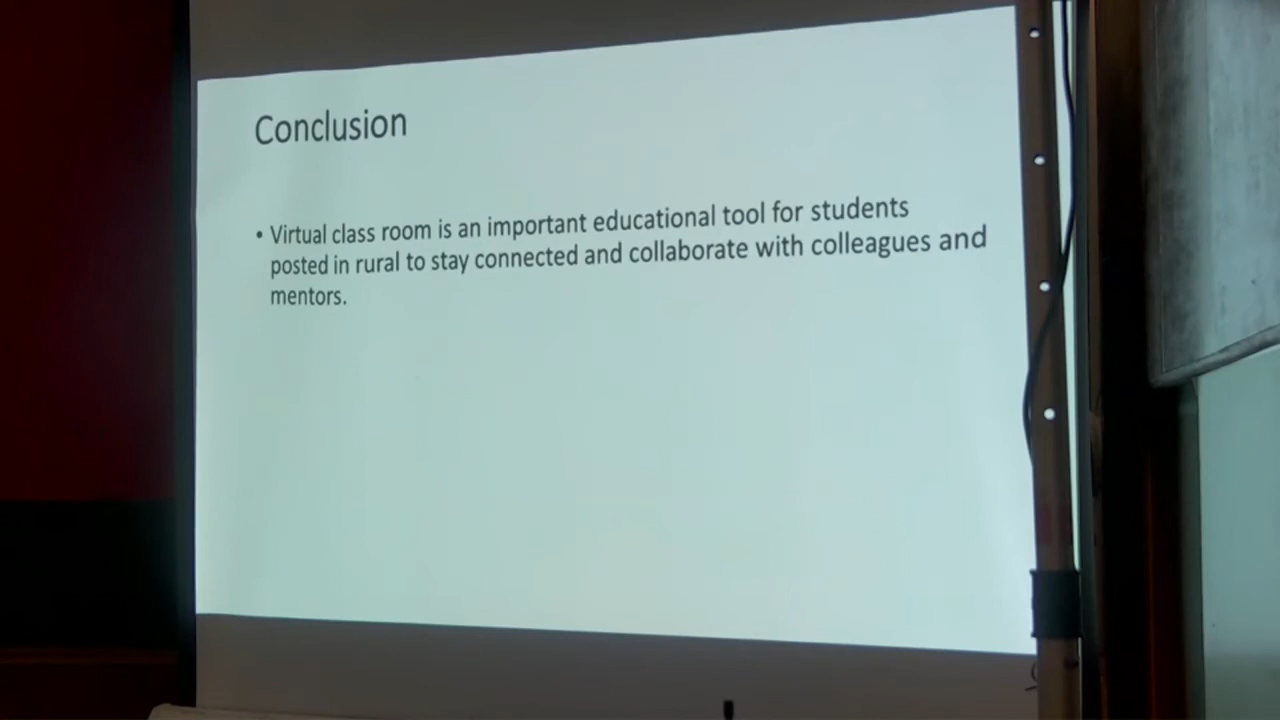 Conclusion
• Virtual class room is an important educational tool for students
posted in rural to stay connected and collaborate with colleagues and
mentors.